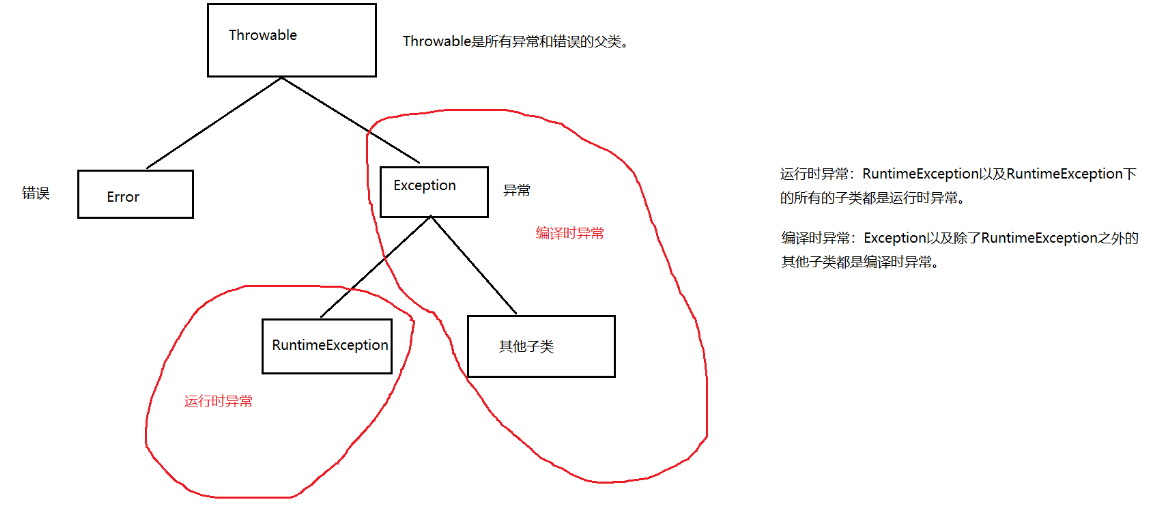 Throwable
Throwable是所有异常和错误的父类。
错误
Error
Exception
异常
编译时异常
运行时异常：RuntimeException以及RuntimeException下
的所有的子类都是运行时异常。
编译时异常：Exception以及除了RuntimeException之外的
其他子类都是编译时异常。
RuntimeException
其他子类
运行时异常